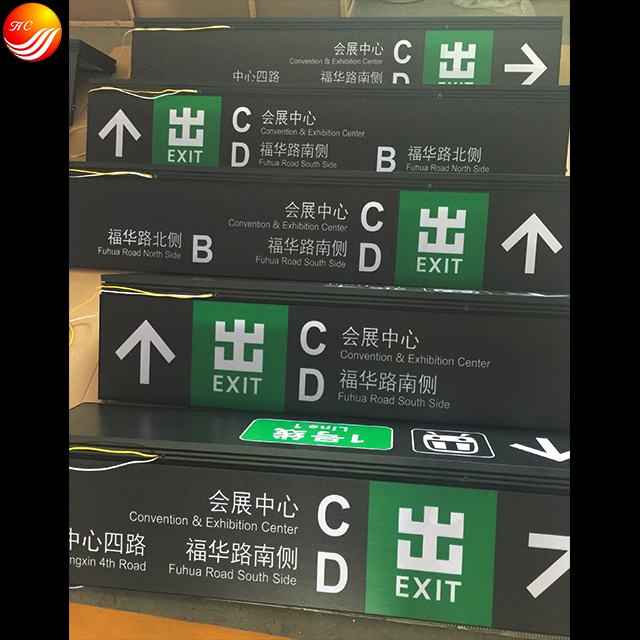 HC
会展中心 C
Convention & Exhibition Center
中心四路 福华路南侧 D
出
出
EXIT
C 会展中心
Convention & Exhibition Center
D 福华路南侧
Fuhua Road South Side
B 福华路北侧
Fuhua Road North Side
会展中心 C
Convention & Exhibition Center
福华路北侧 B
Fuhua Road North Side
福华路南侧 D
Fuhua Road South Side
出
EXIT
出
EXIT
C 会展中心
Convention & Exhibition Center
D 福华路南侧
Fuhua Road South Side
1号线
Line 1
会展中心 C
Convention & Exhibition Center
中心四路 福华路南侧 D
ngxin 4th Road Fuhua Road South Side
出
EXIT